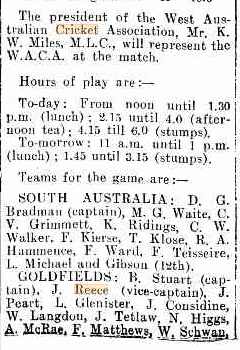 The president of the West Aus-
tralian Cricket Association, Mr. K.
W. Miles, M.L.C., will represent the
W.A.C.A. at the match.
Hours of play are:—
To-day: From noon until 1.30
p.m. (lunch); 2.15 until 4.0 (after-
noon tea); 4.15 till 6.0 (stumps).
To-morrow: 11 a.m. until 1 p.m.
(lunch); 1.45 until 3.15 (stumps).
Teams for the game are:—
SOUTH AUSTRALIA: D. G.
Bradman (captain), M. G. Waite, C.
V. Grimmett, K. Ridings, C. W.
Walker, F. Kierse, T. Klose, R. A.
Hammence, F. Ward, F. Teisseire,
L. Michael and Gibson (12th).
GOLDFIELDS: B. Stuart (cap-
tain), J. Reece (vice-captain), J.
Peart, L. Glenister, J. Considine,
W. Langdon, J. Tetlaw, N. Higgs,
A. McRae, F. Matthews, W. Schwan,